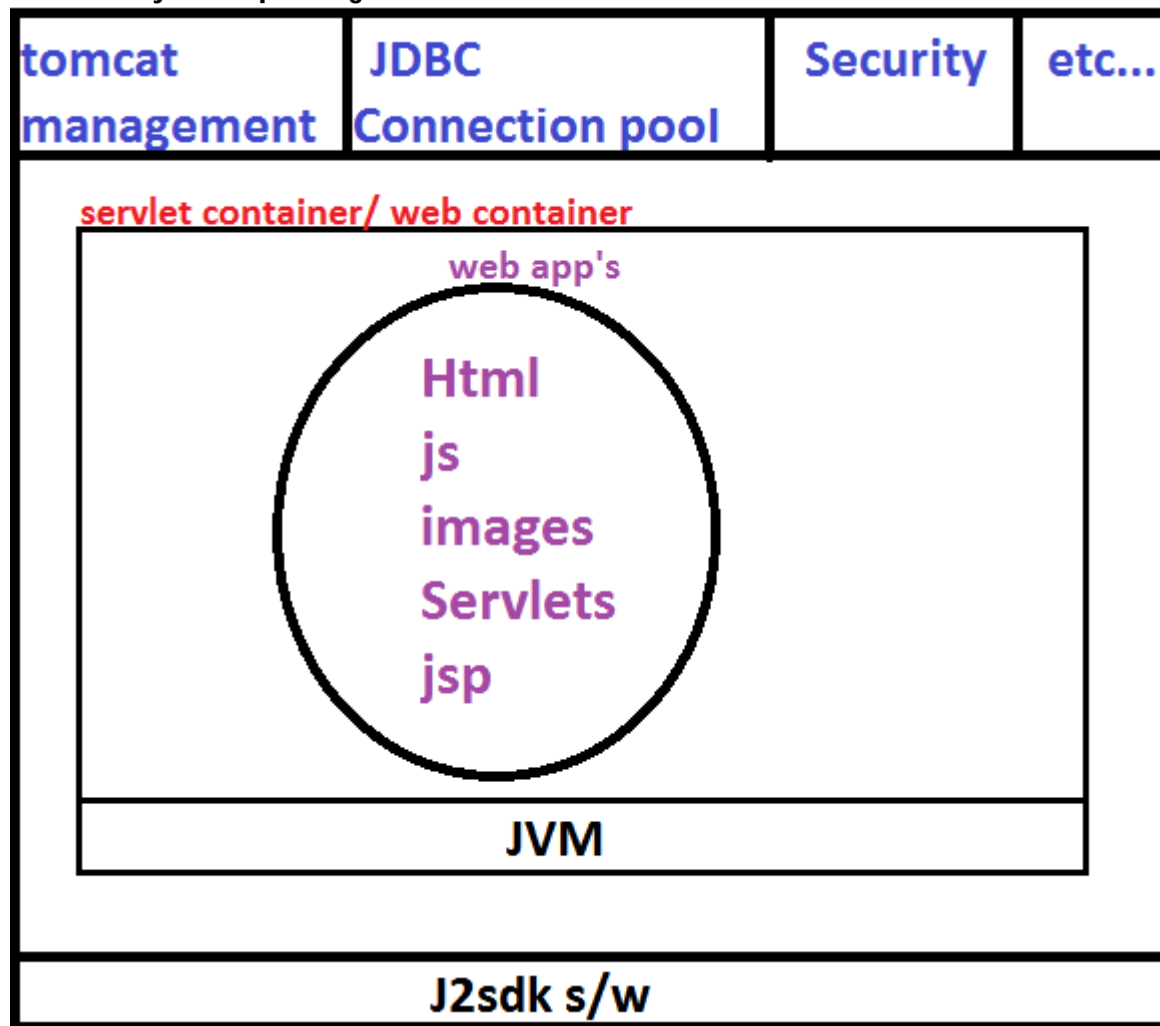 tomcat management
JDBC Connection pool
Security
etc...
servlet container/ web container
web app's
Html
js
images
Servlets
jsp
JVM
J2sdk s/w